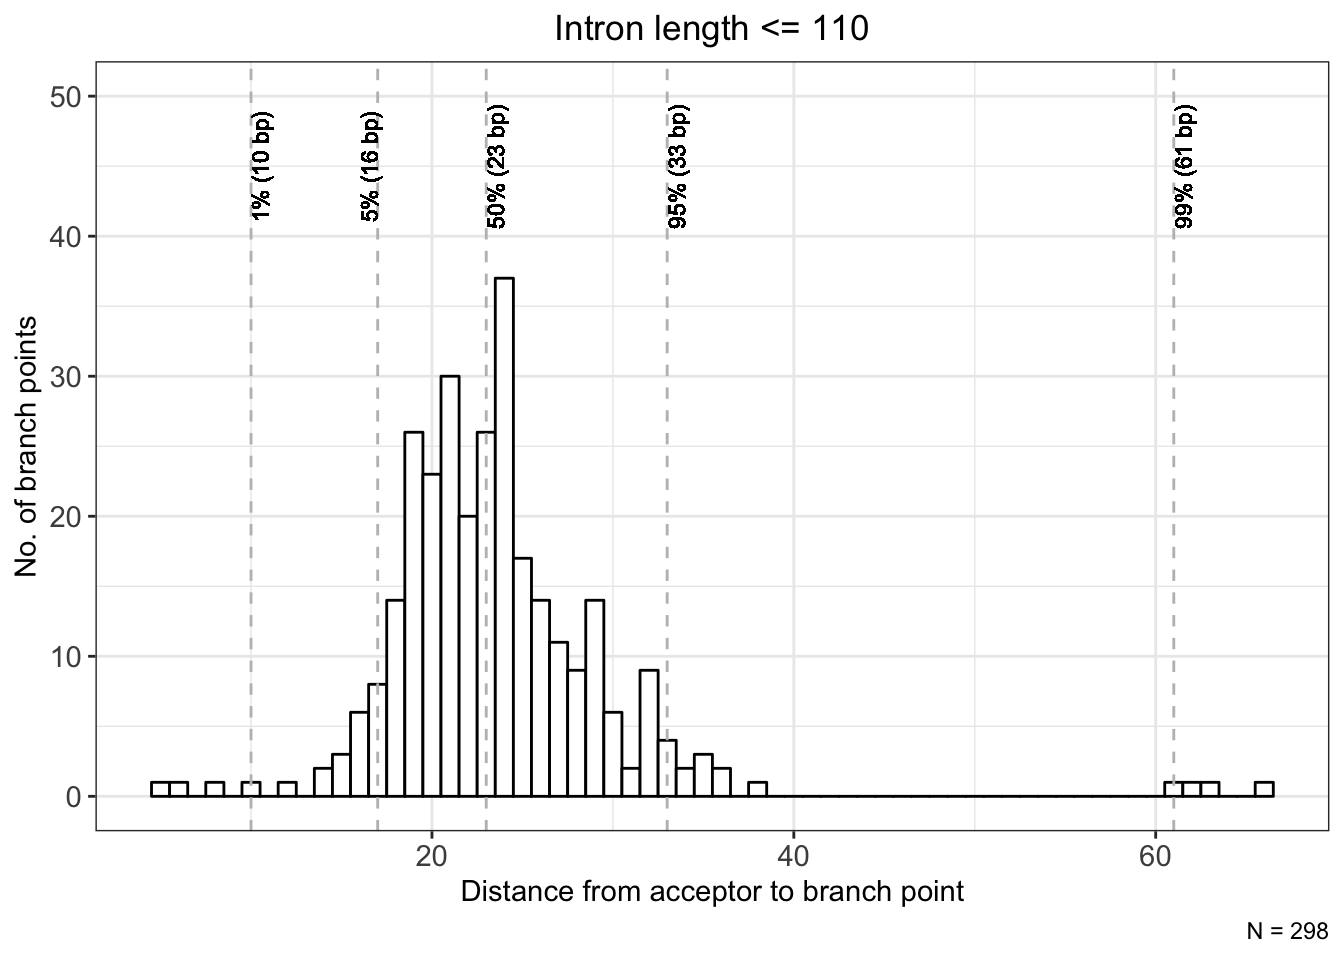 Intron length <= 110
50
40
30
20
10
0
No. of branch points
1% (10 bp)
5% (16 bp)
50% (23 bp)
95% (33 bp)
99% (61 bp)
20
40
60
Distance from acceptor to branch point
N = 298